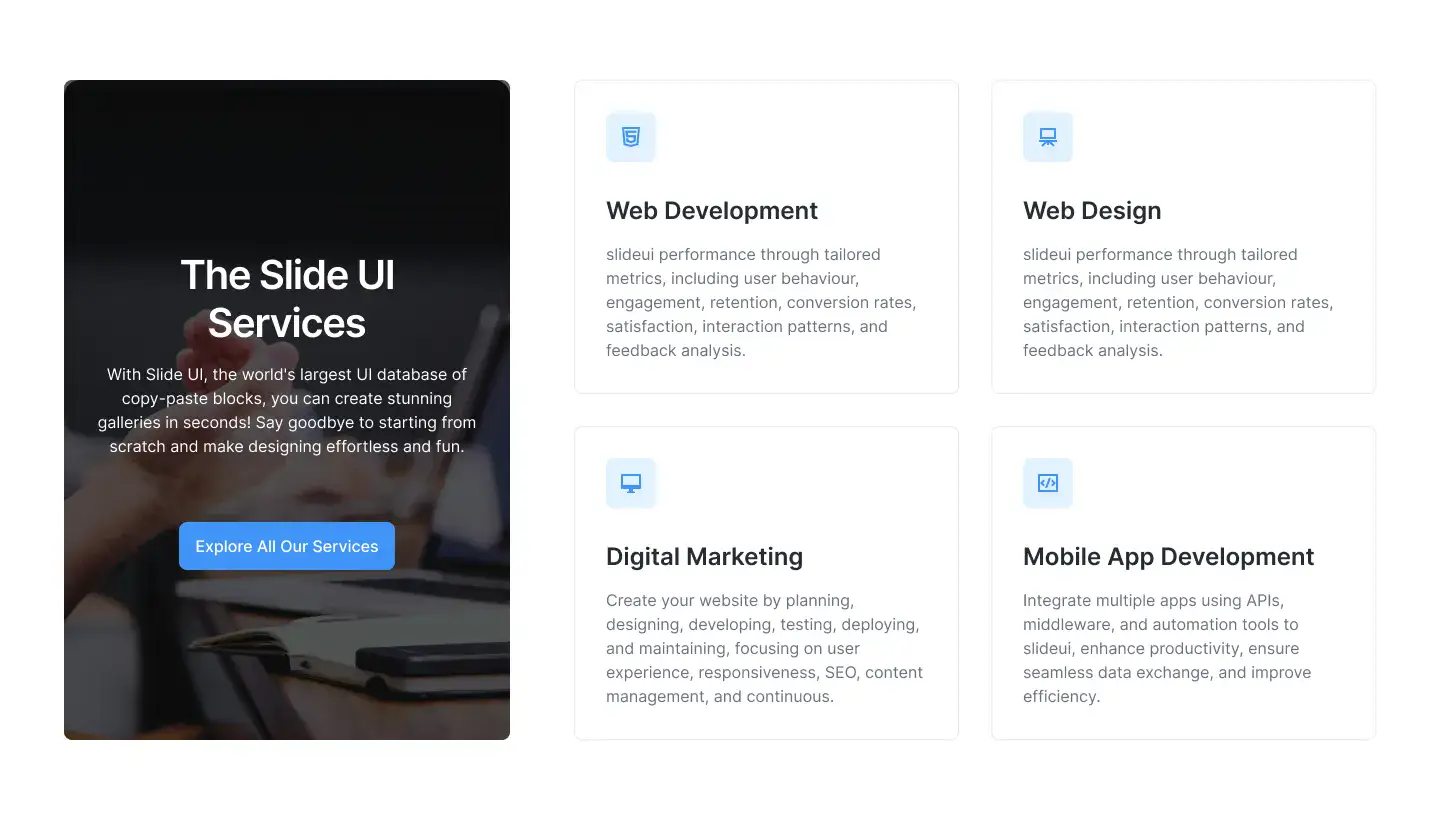 The Slide UI
Services
With Slide UI, the world's largest UI database of
copy-paste blocks, you can create stunning
galleries in seconds! Say goodbye to starting from
scratch and make designing effortless and fun.
Explore All Our Services
Web Development
slideui performance through tailored
metrics, including user behaviour,
engagement, retention, conversion rates,
satisfaction, interaction patterns, and
feedback analysis.
Web Design
slideui performance through tailored
metrics, including user behaviour,
engagement, retention, conversion rates,
satisfaction, interaction patterns, and
feedback analysis.
Digital Marketing
Create your website by planning,
designing, developing, testing, deploying,
and maintaining, focusing on user
experience, responsiveness, SEO, content
management, and continuous.
Mobile App Development
Integrate multiple apps using APIs,
middleware, and automation tools to
slideui, enhance productivity, ensure
seamless data exchange, and improve
efficiency.